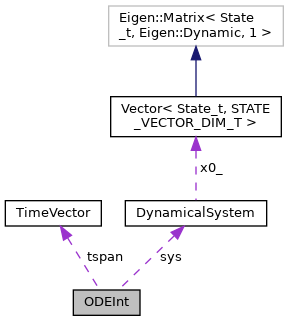 Eigen::Matrix< State
_t, Eigen::Dynamic, 1 >
Vector< State_t, STATE
_VECTOR_DIM_T >
x0_
TimeVector
DynamicalSystem
tspan
sys
ODEInt